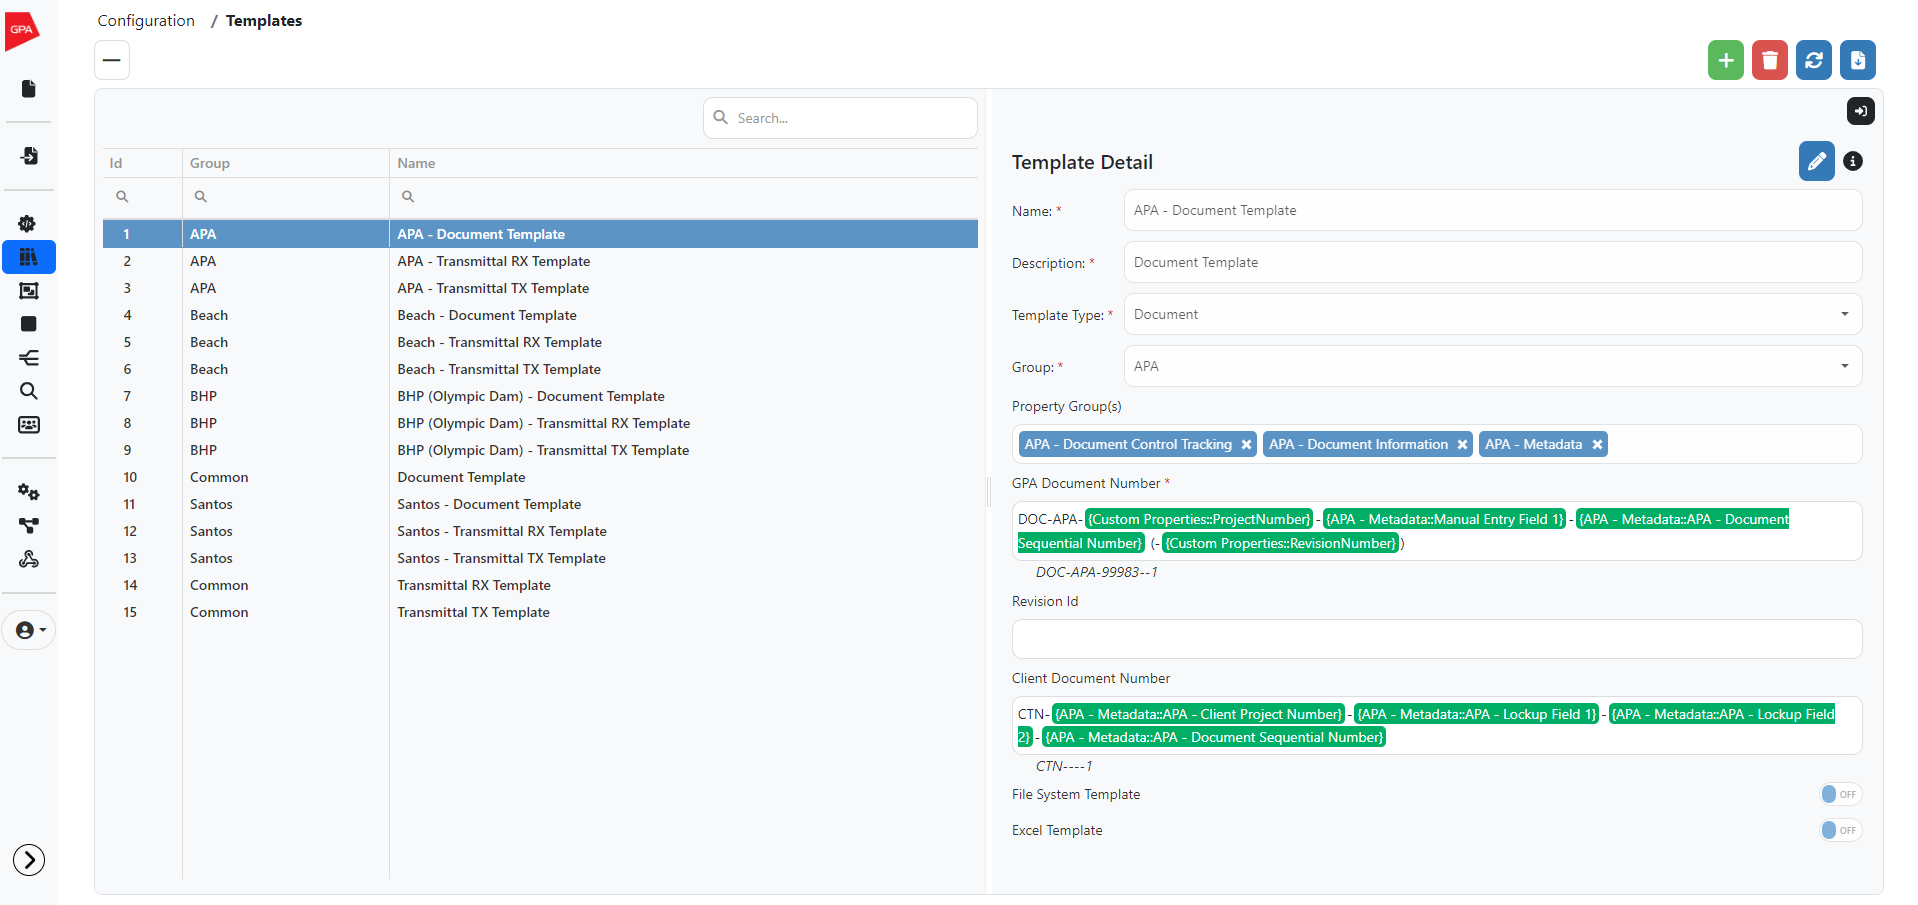 GPA
Configuration / Templates
Search...
Id Group Name
1 APA APA - Document Template
2 APA APA - Transmittal RX Template
3 APA APA - Transmittal TX Template
4 Beach Beach - Document Template
5 Beach Beach - Transmittal RX Template
6 Beach Beach - Transmittal TX Template
7 BHP BHP (Olympic Dam) - Document Template
8 BHP BHP (Olympic Dam) - Transmittal RX Template
9 BHP BHP (Olympic Dam) - Transmittal TX Template
10 Common Document Template
11 Santos Santos - Document Template
12 Santos Santos - Transmittal RX Template
13 Santos Santos - Transmittal TX Template
14 Common Transmittal RX Template
15 Common Transmittal TX Template
Template Detail
Name: * APA - Document Template
Description: * Document Template
Template Type: * Document
Group: * APA
Property Group(s)
APA - Document Control Tracking APA - Document Information APA - Metadata
GPA Document Number *
DOC-APA- {Custom Properties::ProjectNumber} - {APA - Metadata::Manual Entry Field 1} - {APA - Metadata::APA - Document
Sequential Number} (- {Custom Properties::RevisionNumber} )
DOC-APA-99983--1
Revision Id
Client Document Number
CTN- {APA - Metadata::APA - Client Project Number} - {APA - Metadata::APA - Lockup Field 1} - {APA - Metadata::APA - Lockup Field
2} - {APA - Metadata::APA - Document Sequential Number}
CTN----1
File System Template OFF
Excel Template OFF